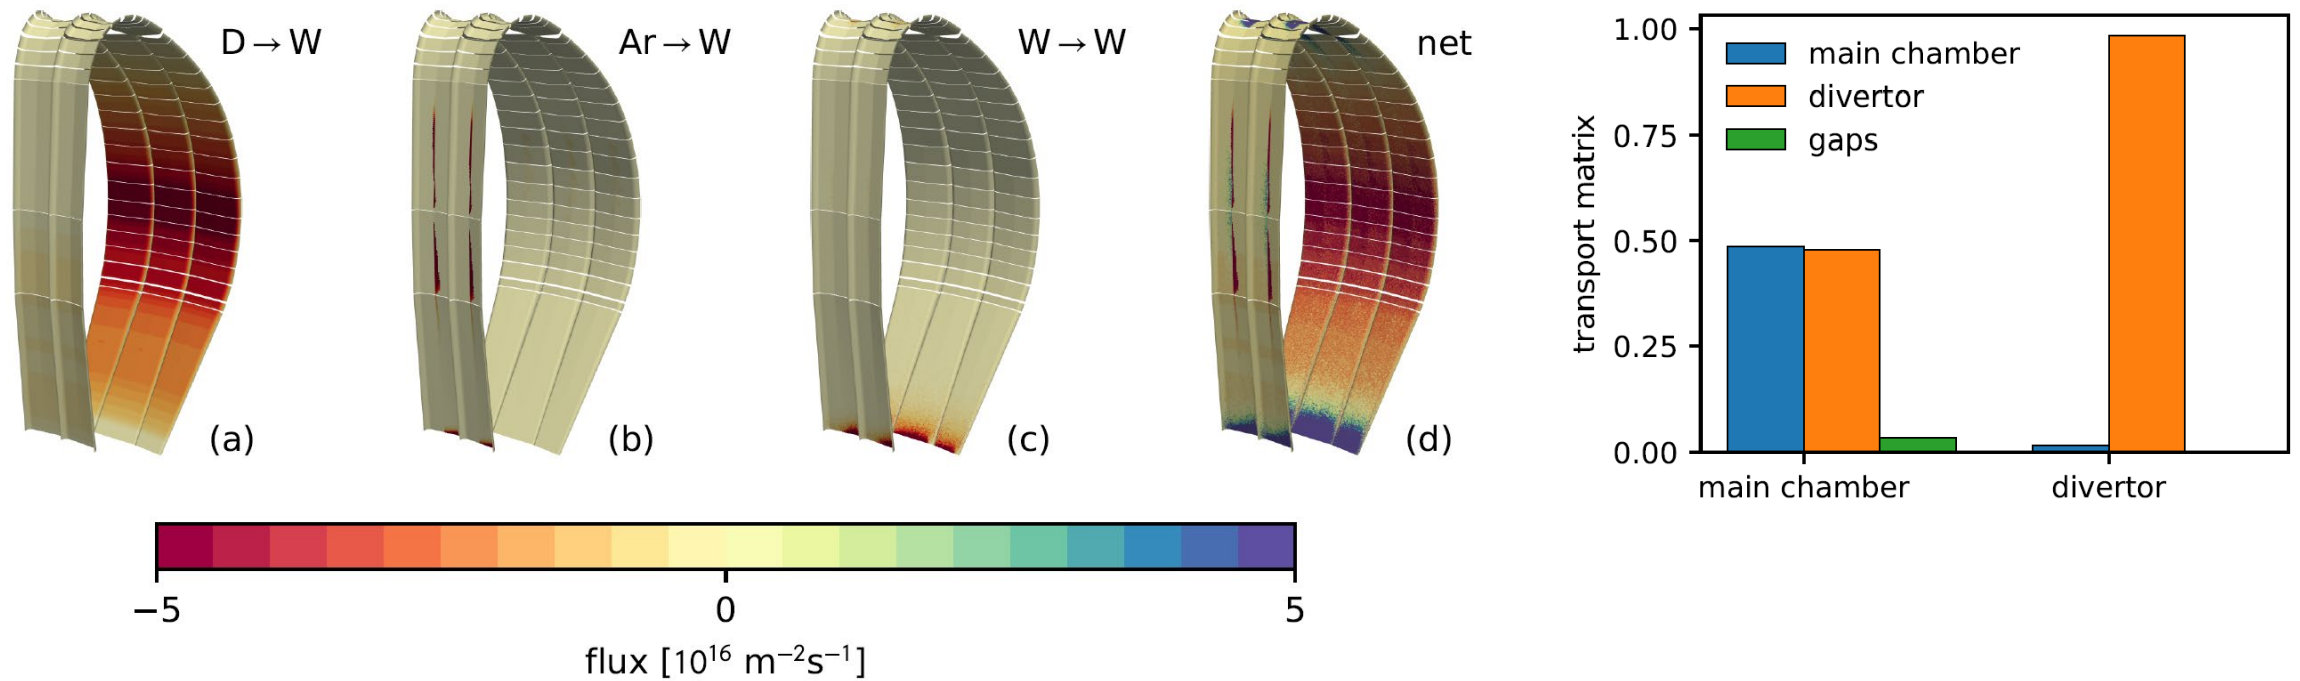 D→W
Ar→W
W→W
net
(a)
(b)
(c)
(d)
−5
0
5
flux [10¹⁶ m⁻²s⁻¹]
transport matrix
1.00
0.75
0.50
0.25
0.00
main chamber
divertor
gaps
main chamber
divertor